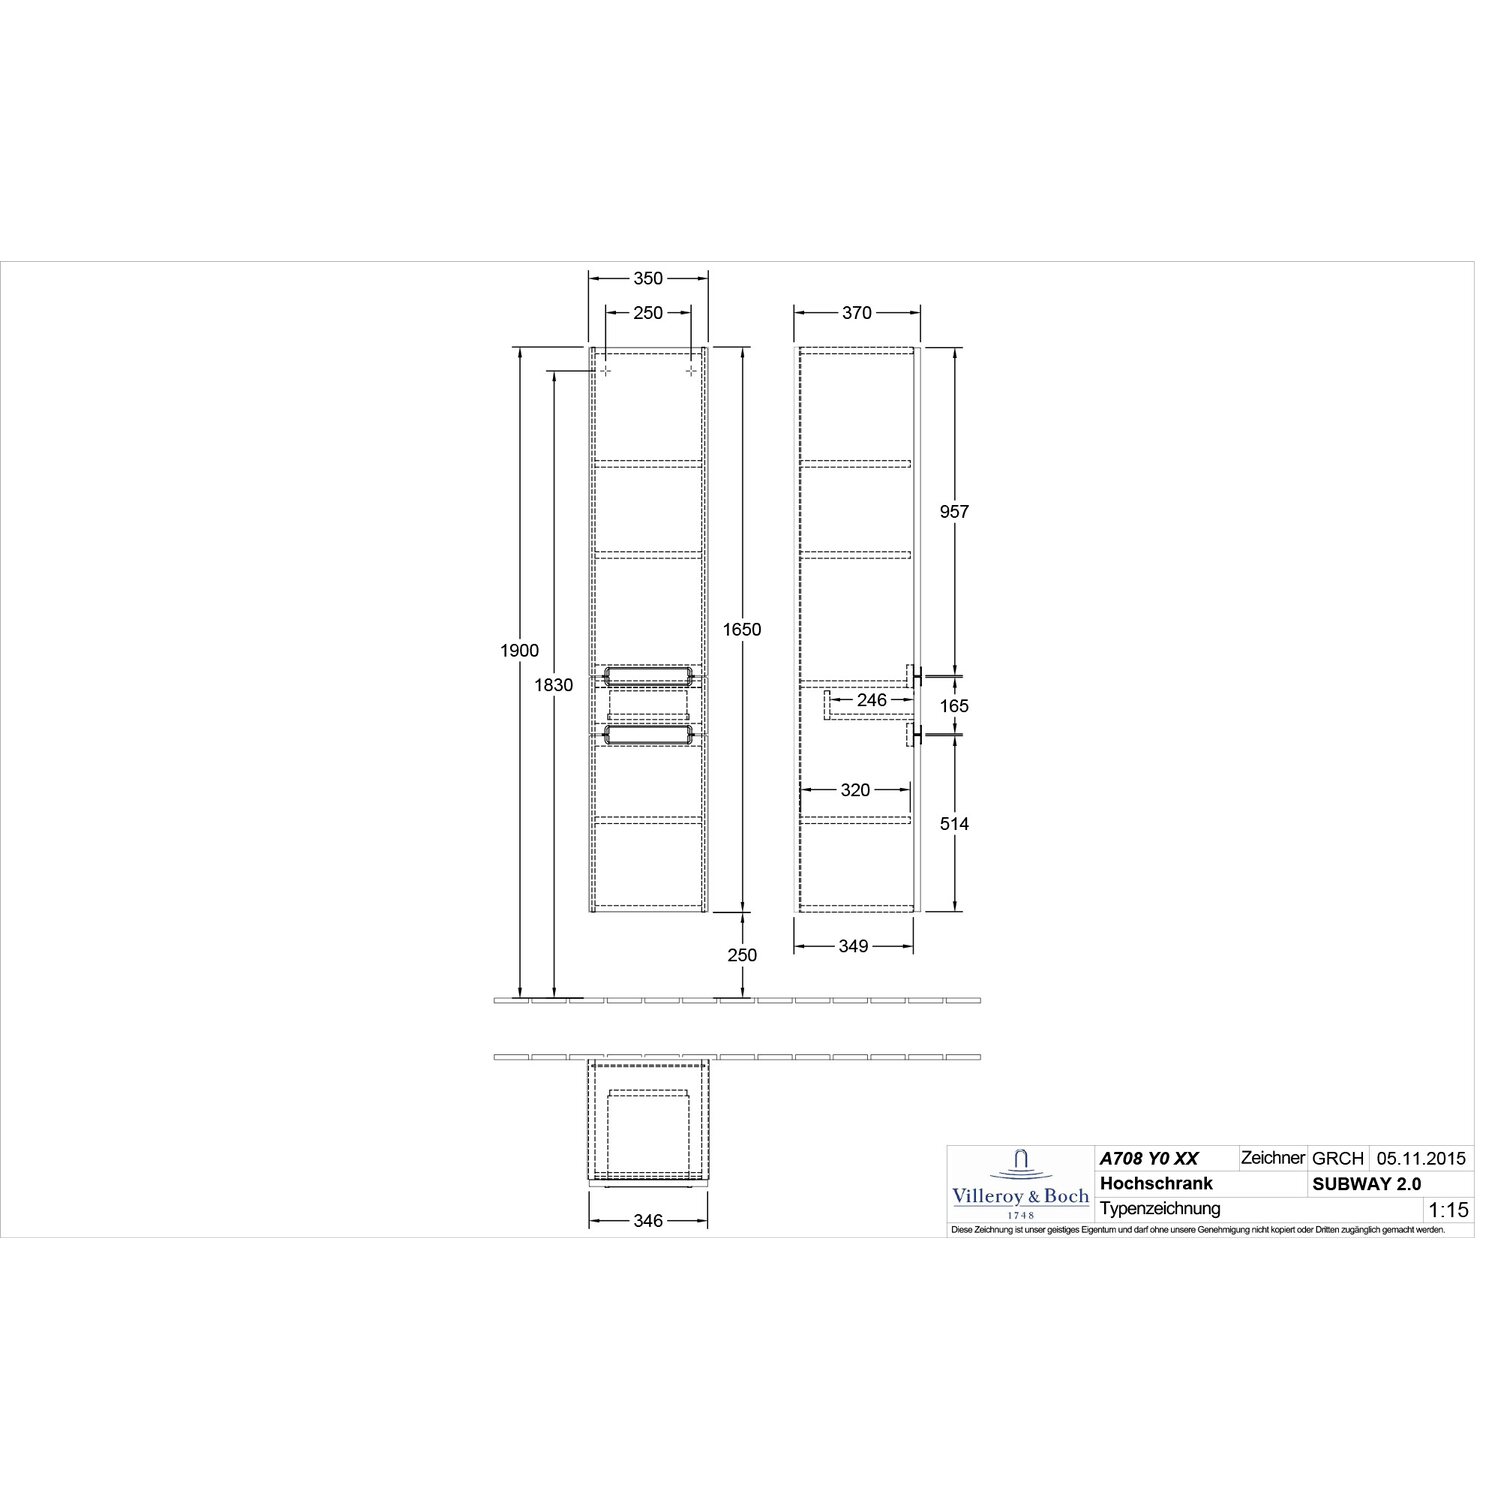 350
250
370
957
1650
1900
1830
246
165
320
514
349
250
346
Villeroy & Boch
1748
A708 Y0 XX
Zeichner
GRCH
05.11.2015
Hochschrank
SUBWAY 2.0
Typenzeichnung
1:15
Diese Zeichnung ist unser geistiges Eigentum und darf ohne unsere Genehmigung nicht kopiert oder Dritten zugänglich gemacht werden.